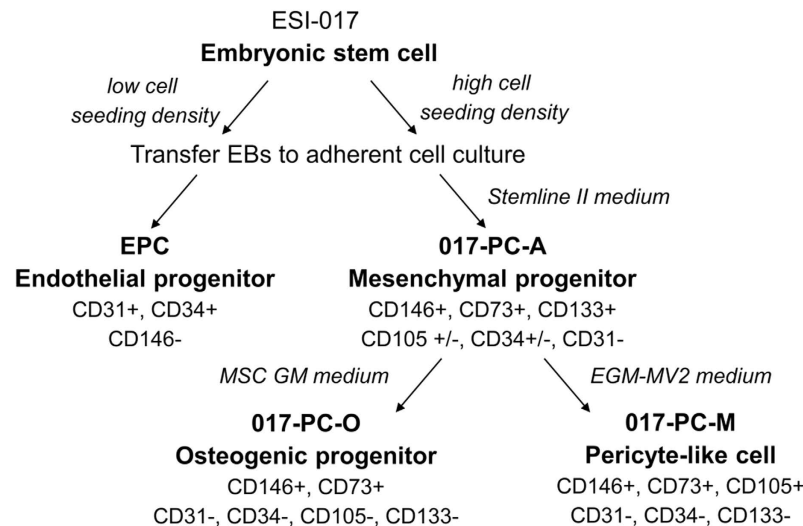 ESI-017
Embryonic stem cell
low cell
seeding density
high cell
seeding density
Transfer EBs to adherent cell culture
Stemline II medium
EPC
Endothelial progenitor
CD31+, CD34+
CD146-
017-PC-A
Mesenchymal progenitor
CD146+, CD73+, CD133+
CD105 +/-, CD34+/-, CD31-
MSC GM medium
EGM-MV2 medium
017-PC-O
Osteogenic progenitor
CD146+, CD73+
CD31-, CD34-, CD105-, CD133-
017-PC-M
Pericyte-like cell
CD146+, CD73+, CD105+
CD31-, CD34-, CD133-